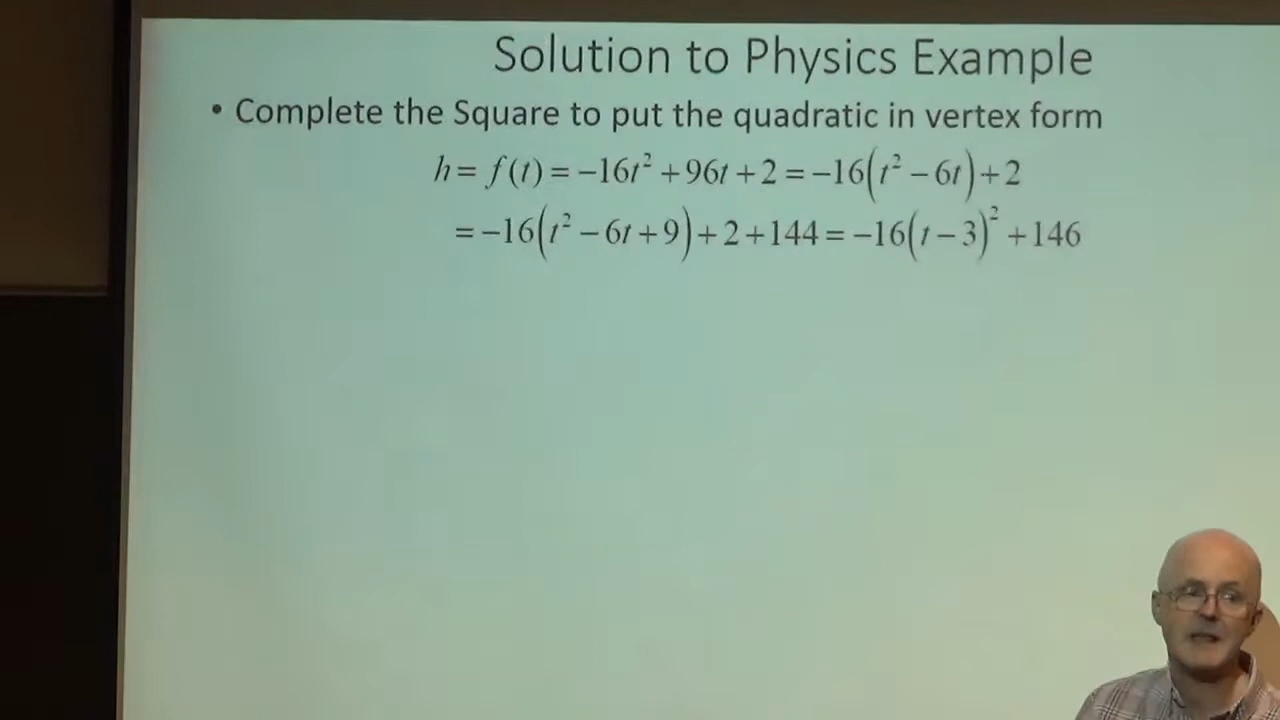 Solution to Physics Example
• Complete the Square to put the quadratic in vertex form
h = f(t) = −16t² + 96t + 2 = −16(t² − 6t) + 2
= −16(t² − 6t + 9) + 2 + 144 = −16(t − 3)² + 146